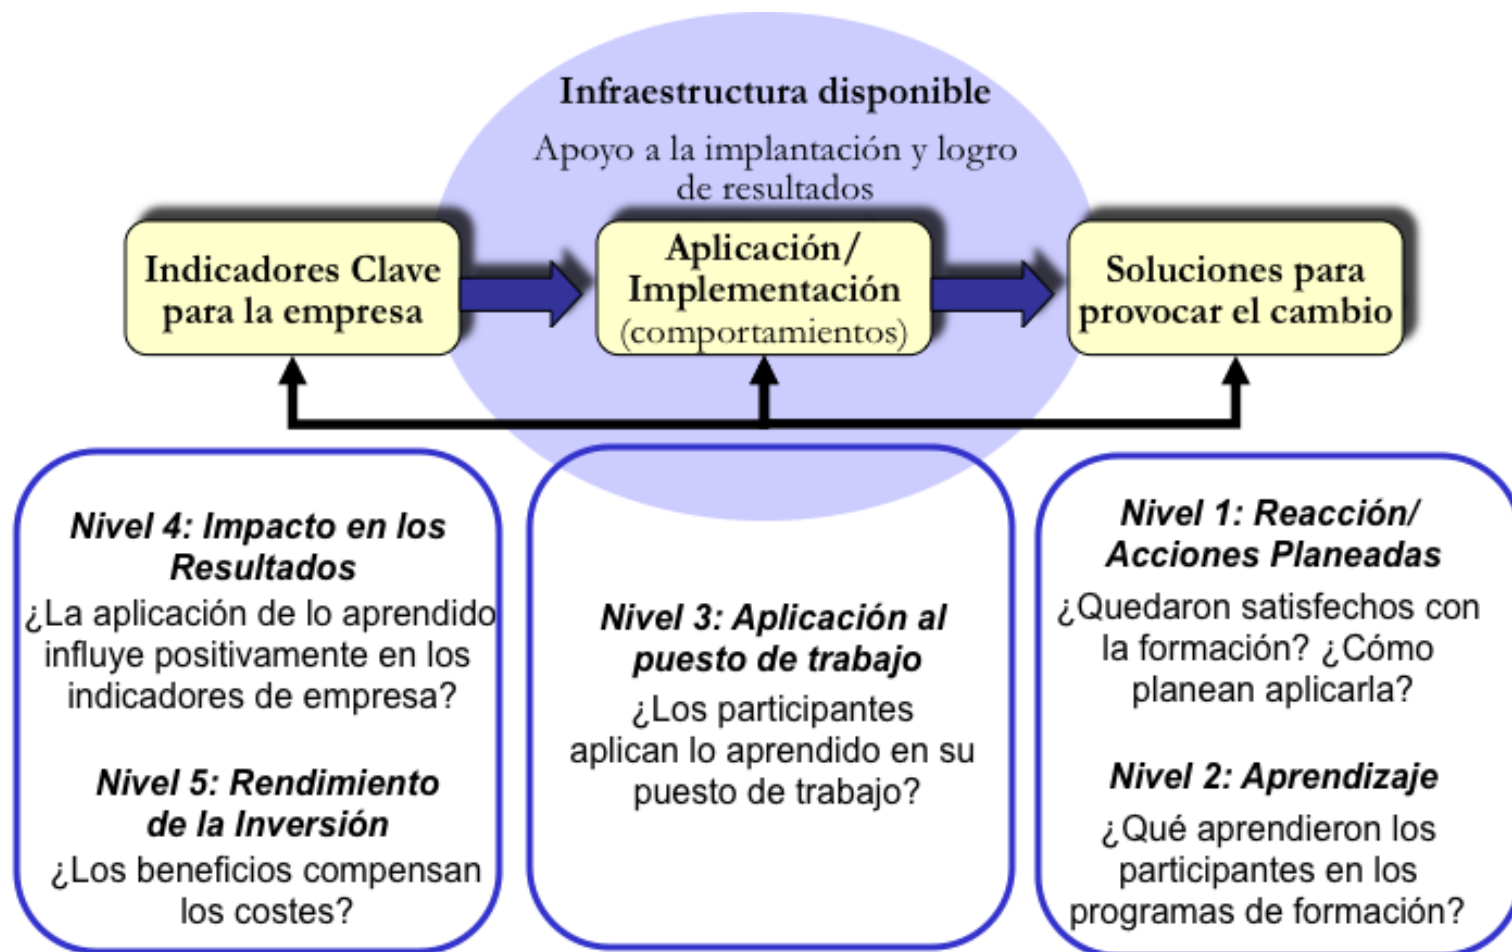 Infraestructura disponible
Apoyo a la implantación y logro
de resultados
Indicadores Clave
para la empresa
Aplicación/
Implementación
(comportamientos)
Soluciones para
provocar el cambio
Nivel 4: Impacto en los
Resultados
¿La aplicación de lo aprendido
influye positivamente en los
indicadores de empresa?
Nivel 5: Rendimiento
de la Inversión
¿Los beneficios compensan
los costes?
Nivel 3: Aplicación al
puesto de trabajo
¿Los participantes
aplican lo aprendido en su
puesto de trabajo?
Nivel 1: Reacción/
Acciones Planeadas
¿Quedaron satisfechos con
la formación? ¿Cómo
planean aplicarla?
Nivel 2: Aprendizaje
¿Qué aprendieron los
participantes en los
programas de formación?